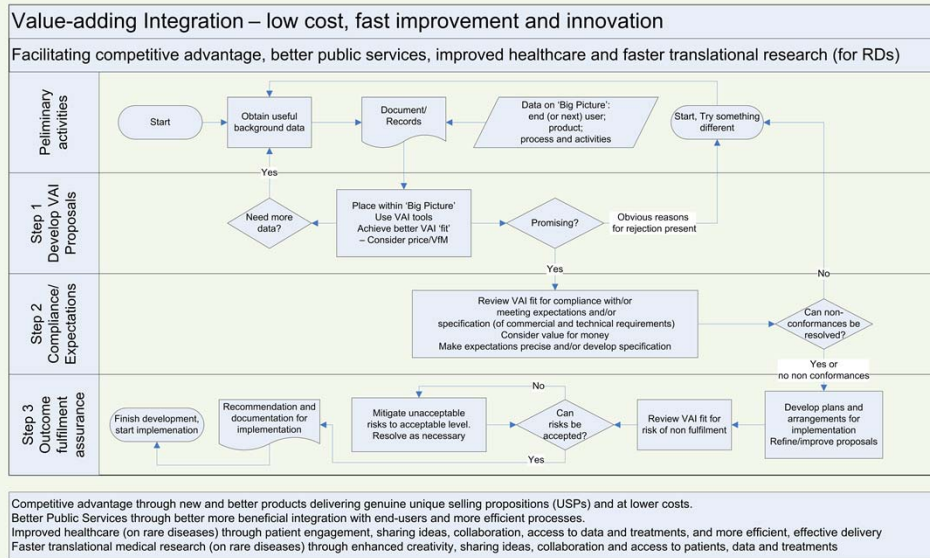 Value-adding Integration – low cost, fast improvement and innovation
Facilitating competitive advantage, better public services, improved healthcare and faster translational research (for RDs)
Peliminary
activities
Start
Obtain useful
background data
Document/
Records
Data on 'Big Picture':
end (or next) user;
product;
process and activities
Start, Try something
different
Yes
Step 1
Develop VAI
Proposals
Need more
data?
Place within 'Big Picture'
Use VAI tools
Achieve better VAI 'fit'
– Consider price/VfM
Promising?
Obvious reasons
for rejection present
Yes
No
Step 2
Compliance/
Expectations
Review VAI fit for compliance with/or
meeting expectations and/or
specification (of commercial and technical requirements)
Consider value for money
Make expectations precise and/or develop specification
Can non-
conformances be
resolved?
Yes or
no non conformances
Step 3
Outcome
fulfilment
assurance
Finish development,
start implemenation
Recommendation and
documentation for
implementation
Mitigate unacceptable
risks to acceptable level.
Resolve as necessary
No
Can
risks be
accepted?
Yes
Review VAI fit for
risk of non fulfilment
Develop plans and
arrangements for
implementation
Refine/improve proposals
Competitive advantage through new and better products delivering genuine unique selling propositions (USPs) and at lower costs.
Better Public Services through better more beneficial integration with end-users and more efficient processes.
Improved healthcare (on rare diseases) through patient engagement, sharing ideas, collaboration, access to data and treatments, and more efficient, effective delivery
Faster translational medical research (on rare diseases) through enhanced creativity, sharing ideas, collaboration and access to patients, data and treatments